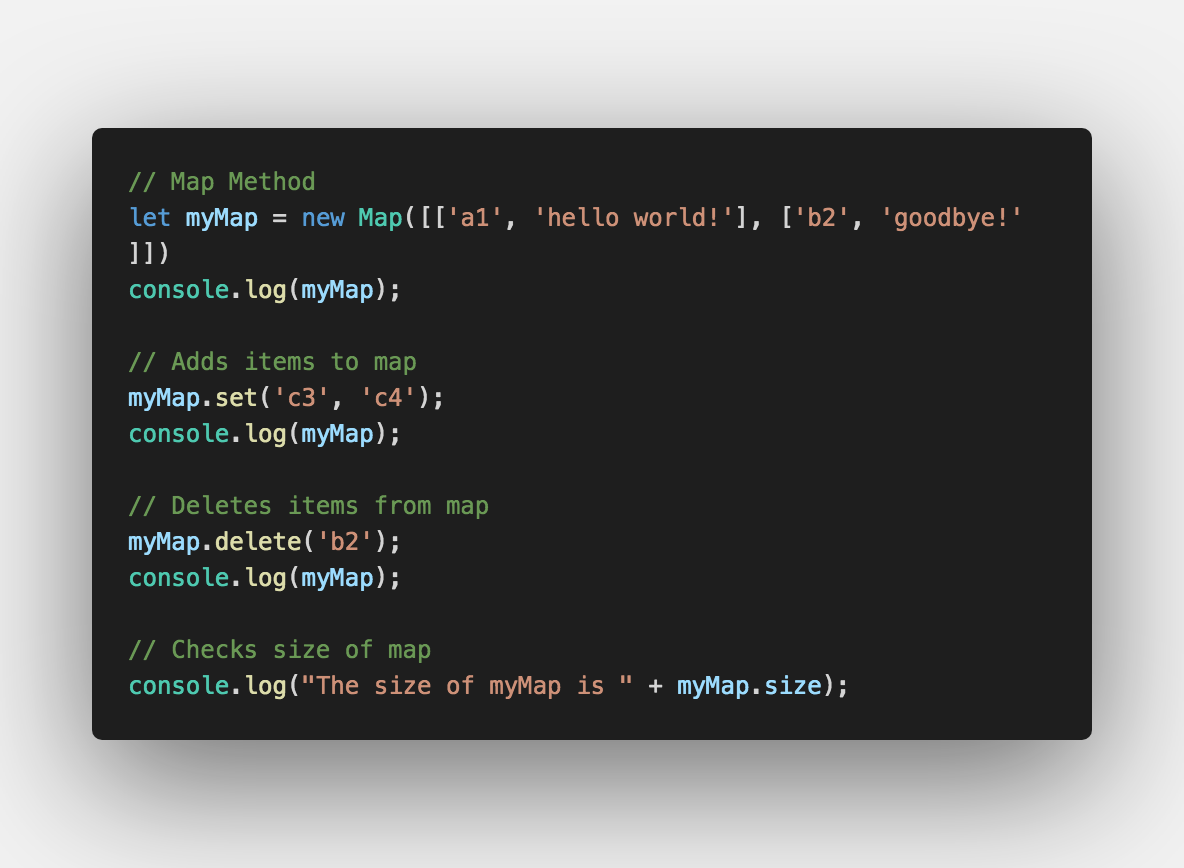 // Map Method
let myMap = new Map([['a1', 'hello world!'], ['b2', 'goodbye!'
]])
console.log(myMap);
// Adds items to map
myMap.set('c3', 'c4');
console.log(myMap);
// Deletes items from map
myMap.delete('b2');
console.log(myMap);
// Checks size of map
console.log("The size of myMap is " + myMap.size);